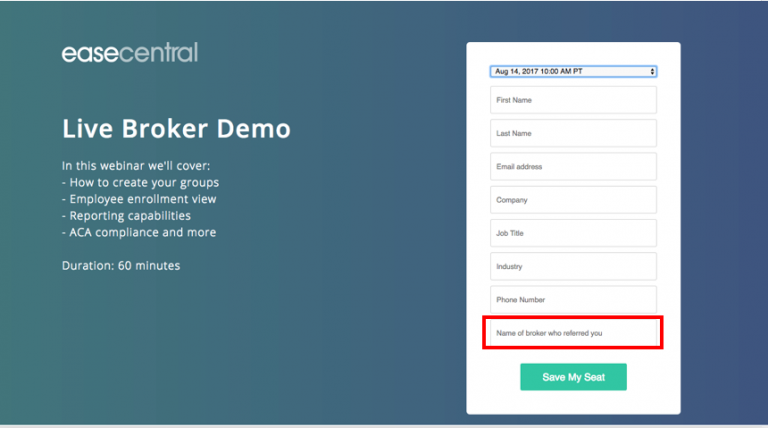 easecentral
Live Broker Demo
In this webinar we'll cover:
- How to create your groups
- Employee enrollment view
- Reporting capabilities
- ACA compliance and more
Duration: 60 minutes
Aug 14, 2017 10:00 AM PT
First Name
Last Name
Email address
Company
Job Title
Industry
Phone Number
Name of broker who referred you
Save My Seat